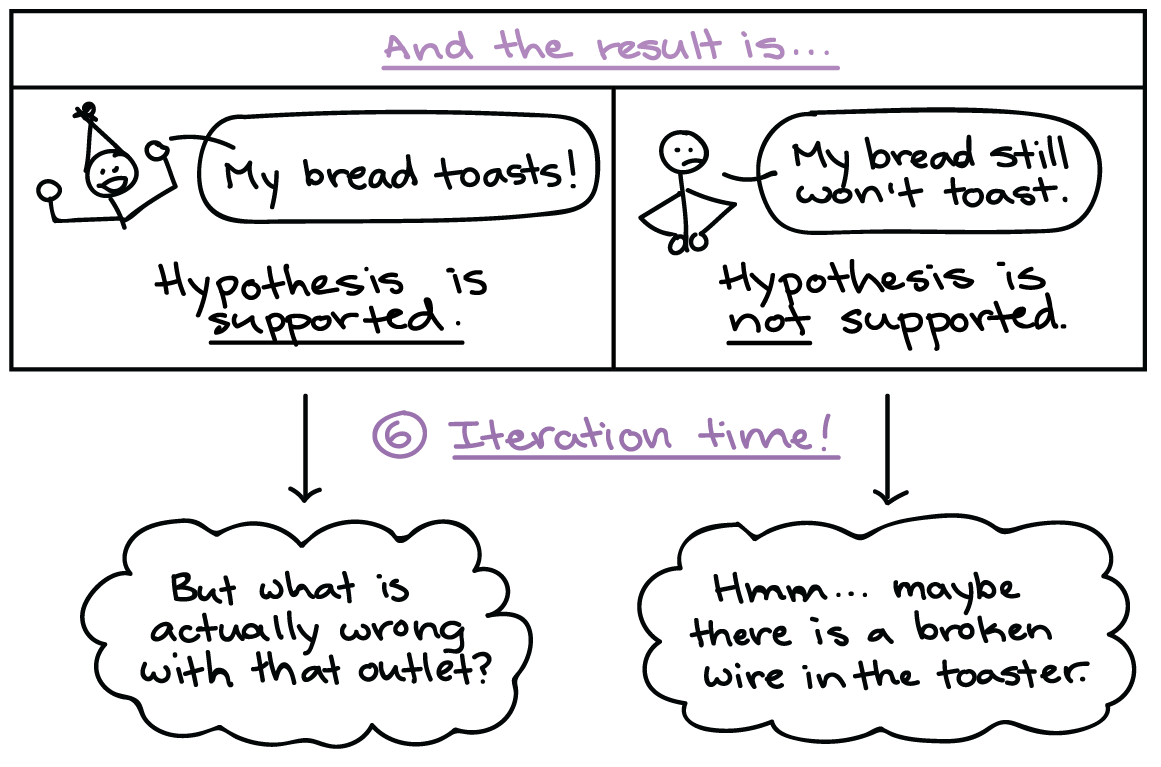 And the result is...
My bread toasts!
Hypothesis is
supported.
My bread still
won't toast.
Hypothesis is
not supported.
6 Iteration time!
But what is
actually wrong
with that outlet?
Hmm... maybe
there is a broken
wire in the toaster.